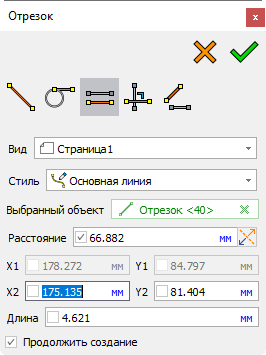 Отрезок
Вид Страница1
Стиль Основная линия
Выбранный объект Отрезок <40>
Расстояние 66.882 мм
X1 178.272 мм Y1 84.797 мм
X2 175.135 мм Y2 81.404 мм
Длина 4.621 мм
Продолжить создание